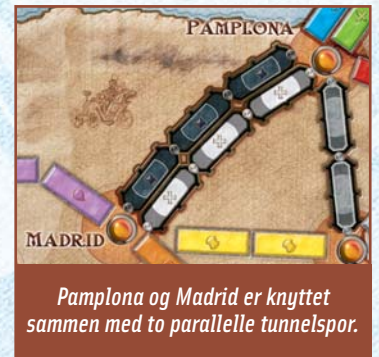 PAMPLONA
MADRID
Pamplona og Madrid er knyttet
sammen med to parallelle tunnelspor.